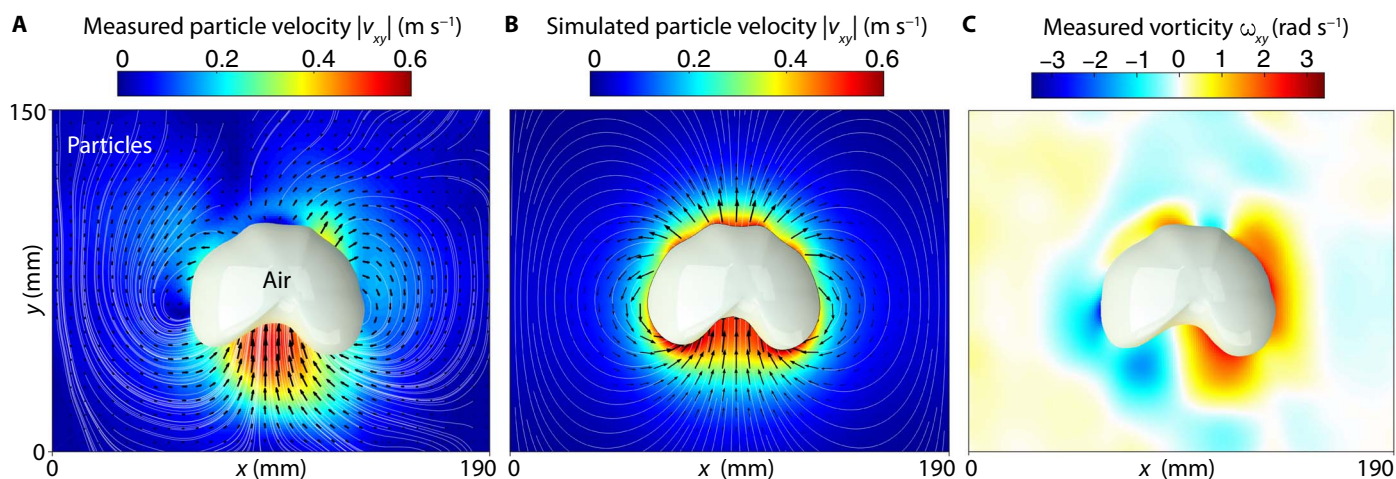 A Measured particle velocity |v_xy| (m s⁻¹)
0 0.2 0.4 0.6
150
Particles
Air
y (mm)
0
0 x (mm) 190
B Simulated particle velocity |v_xy| (m s⁻¹)
0 0.2 0.4 0.6
0 x (mm) 190
C Measured vorticity ω_xy (rad s⁻¹)
−3 −2 −1 0 1 2 3
0 x (mm) 190